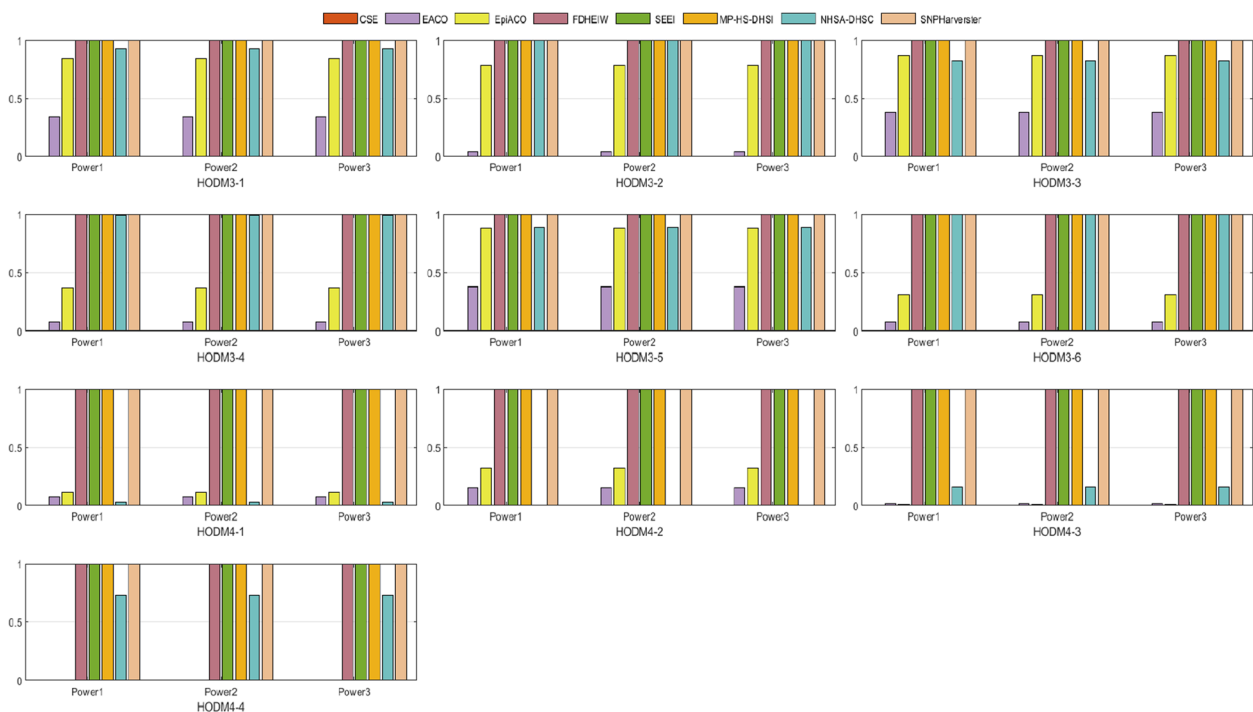 CSE EACO EpiACO FDHEIW SEEI MP-HS-DHSI NHSA-DHSC SNPHarverster
1 0.5 0 Power1 Power2 Power3
HODM3-1
1 0.5 0 Power1 Power2 Power3
HODM3-2
1 0.5 0 Power1 Power2 Power3
HODM3-3
1 0.5 0 Power1 Power2 Power3
HODM3-4
1 0.5 0 Power1 Power2 Power3
HODM3-5
1 0.5 0 Power1 Power2 Power3
HODM3-6
1 0.5 0 Power1 Power2 Power3
HODM4-1
1 0.5 0 Power1 Power2 Power3
HODM4-2
1 0.5 0 Power1 Power2 Power3
HODM4-3
1 0.5 0 Power1 Power2 Power3
HODM4-4